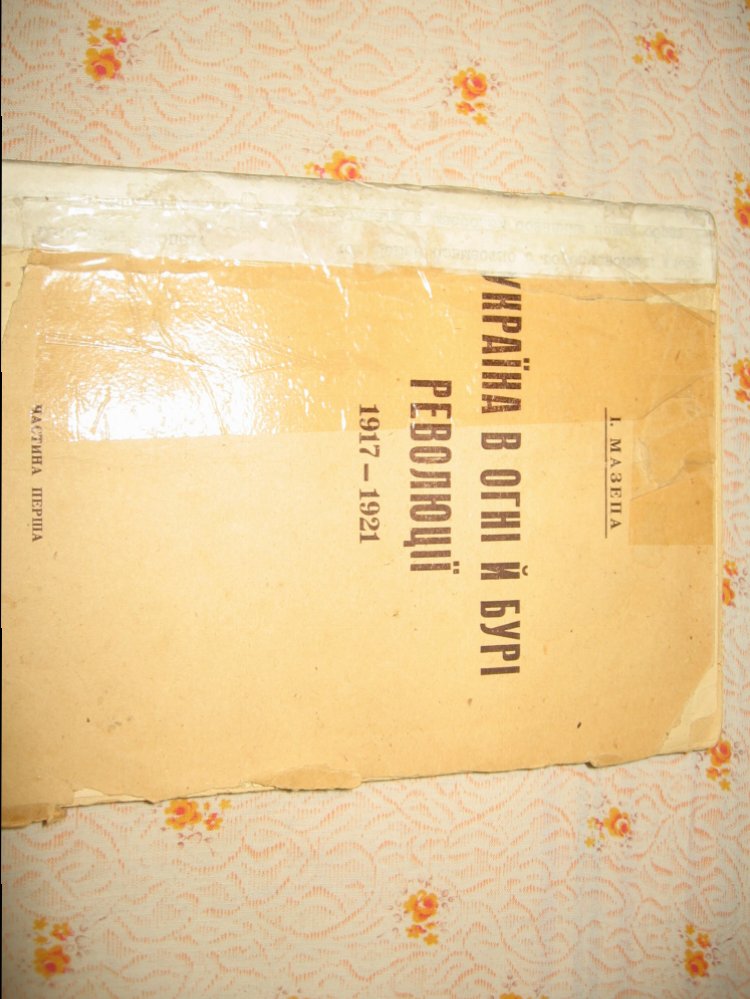 І. МАЗЕПА
УКРАЇНА В ОГНІ Й БУРІ
РЕВОЛЮЦІЇ
1917 – 1921
ЧАСТИНА ПЕРША